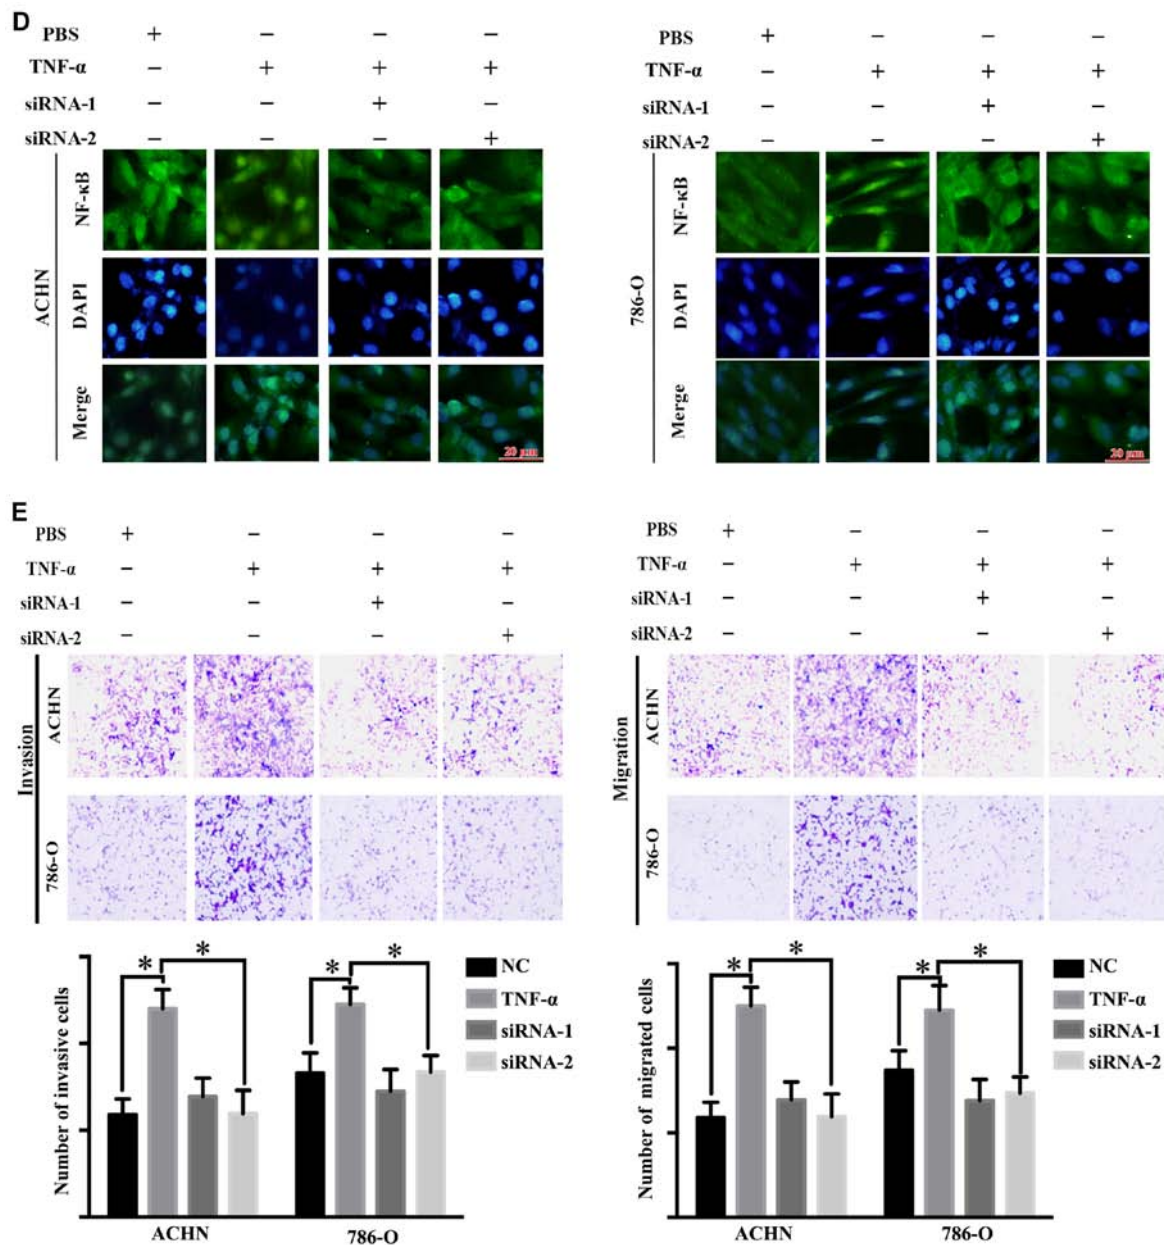 D
PBS + − − −
TNF-α − + + +
siRNA-1 − − + −
siRNA-2 − − − +
ACHN
NF-κB
DAPI
Merge
20 μm
PBS + − − −
TNF-α − + + +
siRNA-1 − − + −
siRNA-2 − − − +
786-O
NF-κB
DAPI
Merge
20 μm
E
PBS + − − −
TNF-α − + + +
siRNA-1 − − + −
siRNA-2 − − − +
Invasion
ACHN
786-O
PBS + − − −
TNF-α − + + +
siRNA-1 − − + −
siRNA-2 − − − +
Migration
ACHN
786-O
Number of invasive cells
* * * *
NC
TNF-α
siRNA-1
siRNA-2
ACHN 786-O
Number of migrated cells
* * * *
NC
TNF-α
siRNA-1
siRNA-2
ACHN 786-O